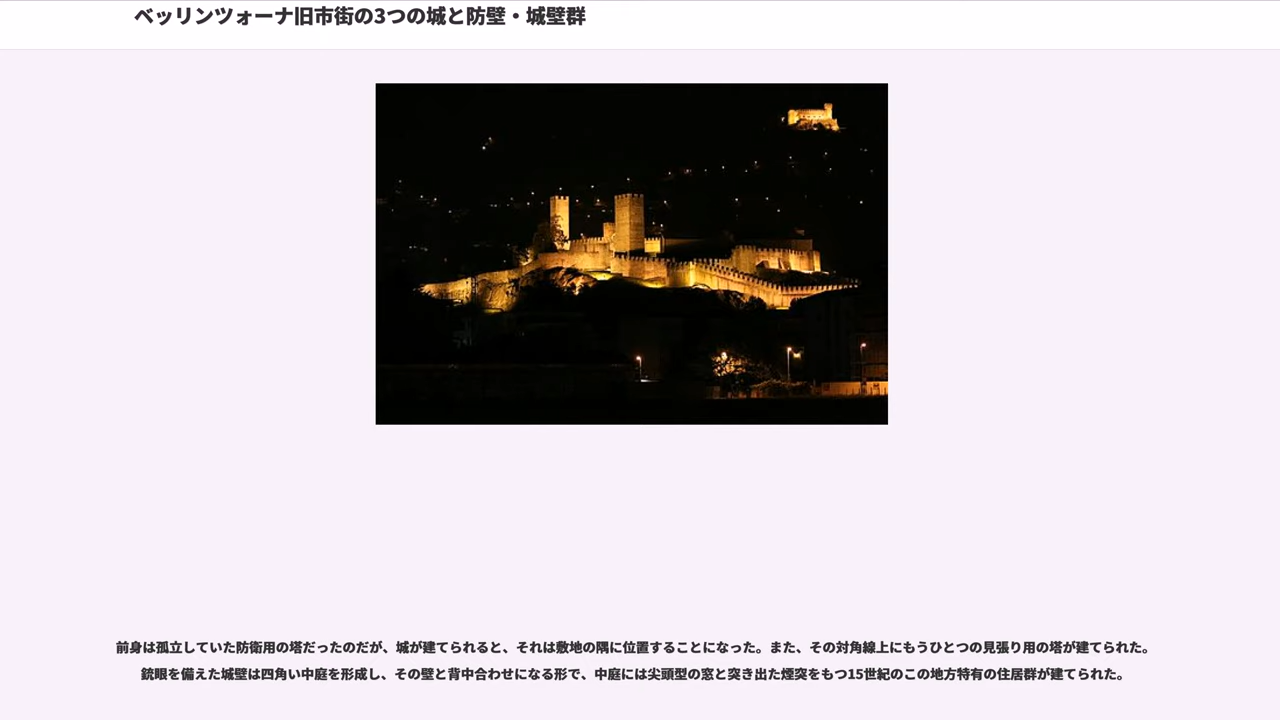 ベッリンツォーナ旧市街の3つの城と防壁・城壁群
前身は孤立していた防衛用の塔だったのだが、城が建てられると、それは敷地の隅に位置することになった。また、その対角線上にもうひとつの見張り用の塔が建てられた。
銃眼を備えた城壁は四角い中庭を形成し、その壁と背中合わせになる形で、中庭には尖頭型の窓と突き出た煙突をもつ15世紀のこの地方特有の住居群が建てられた。